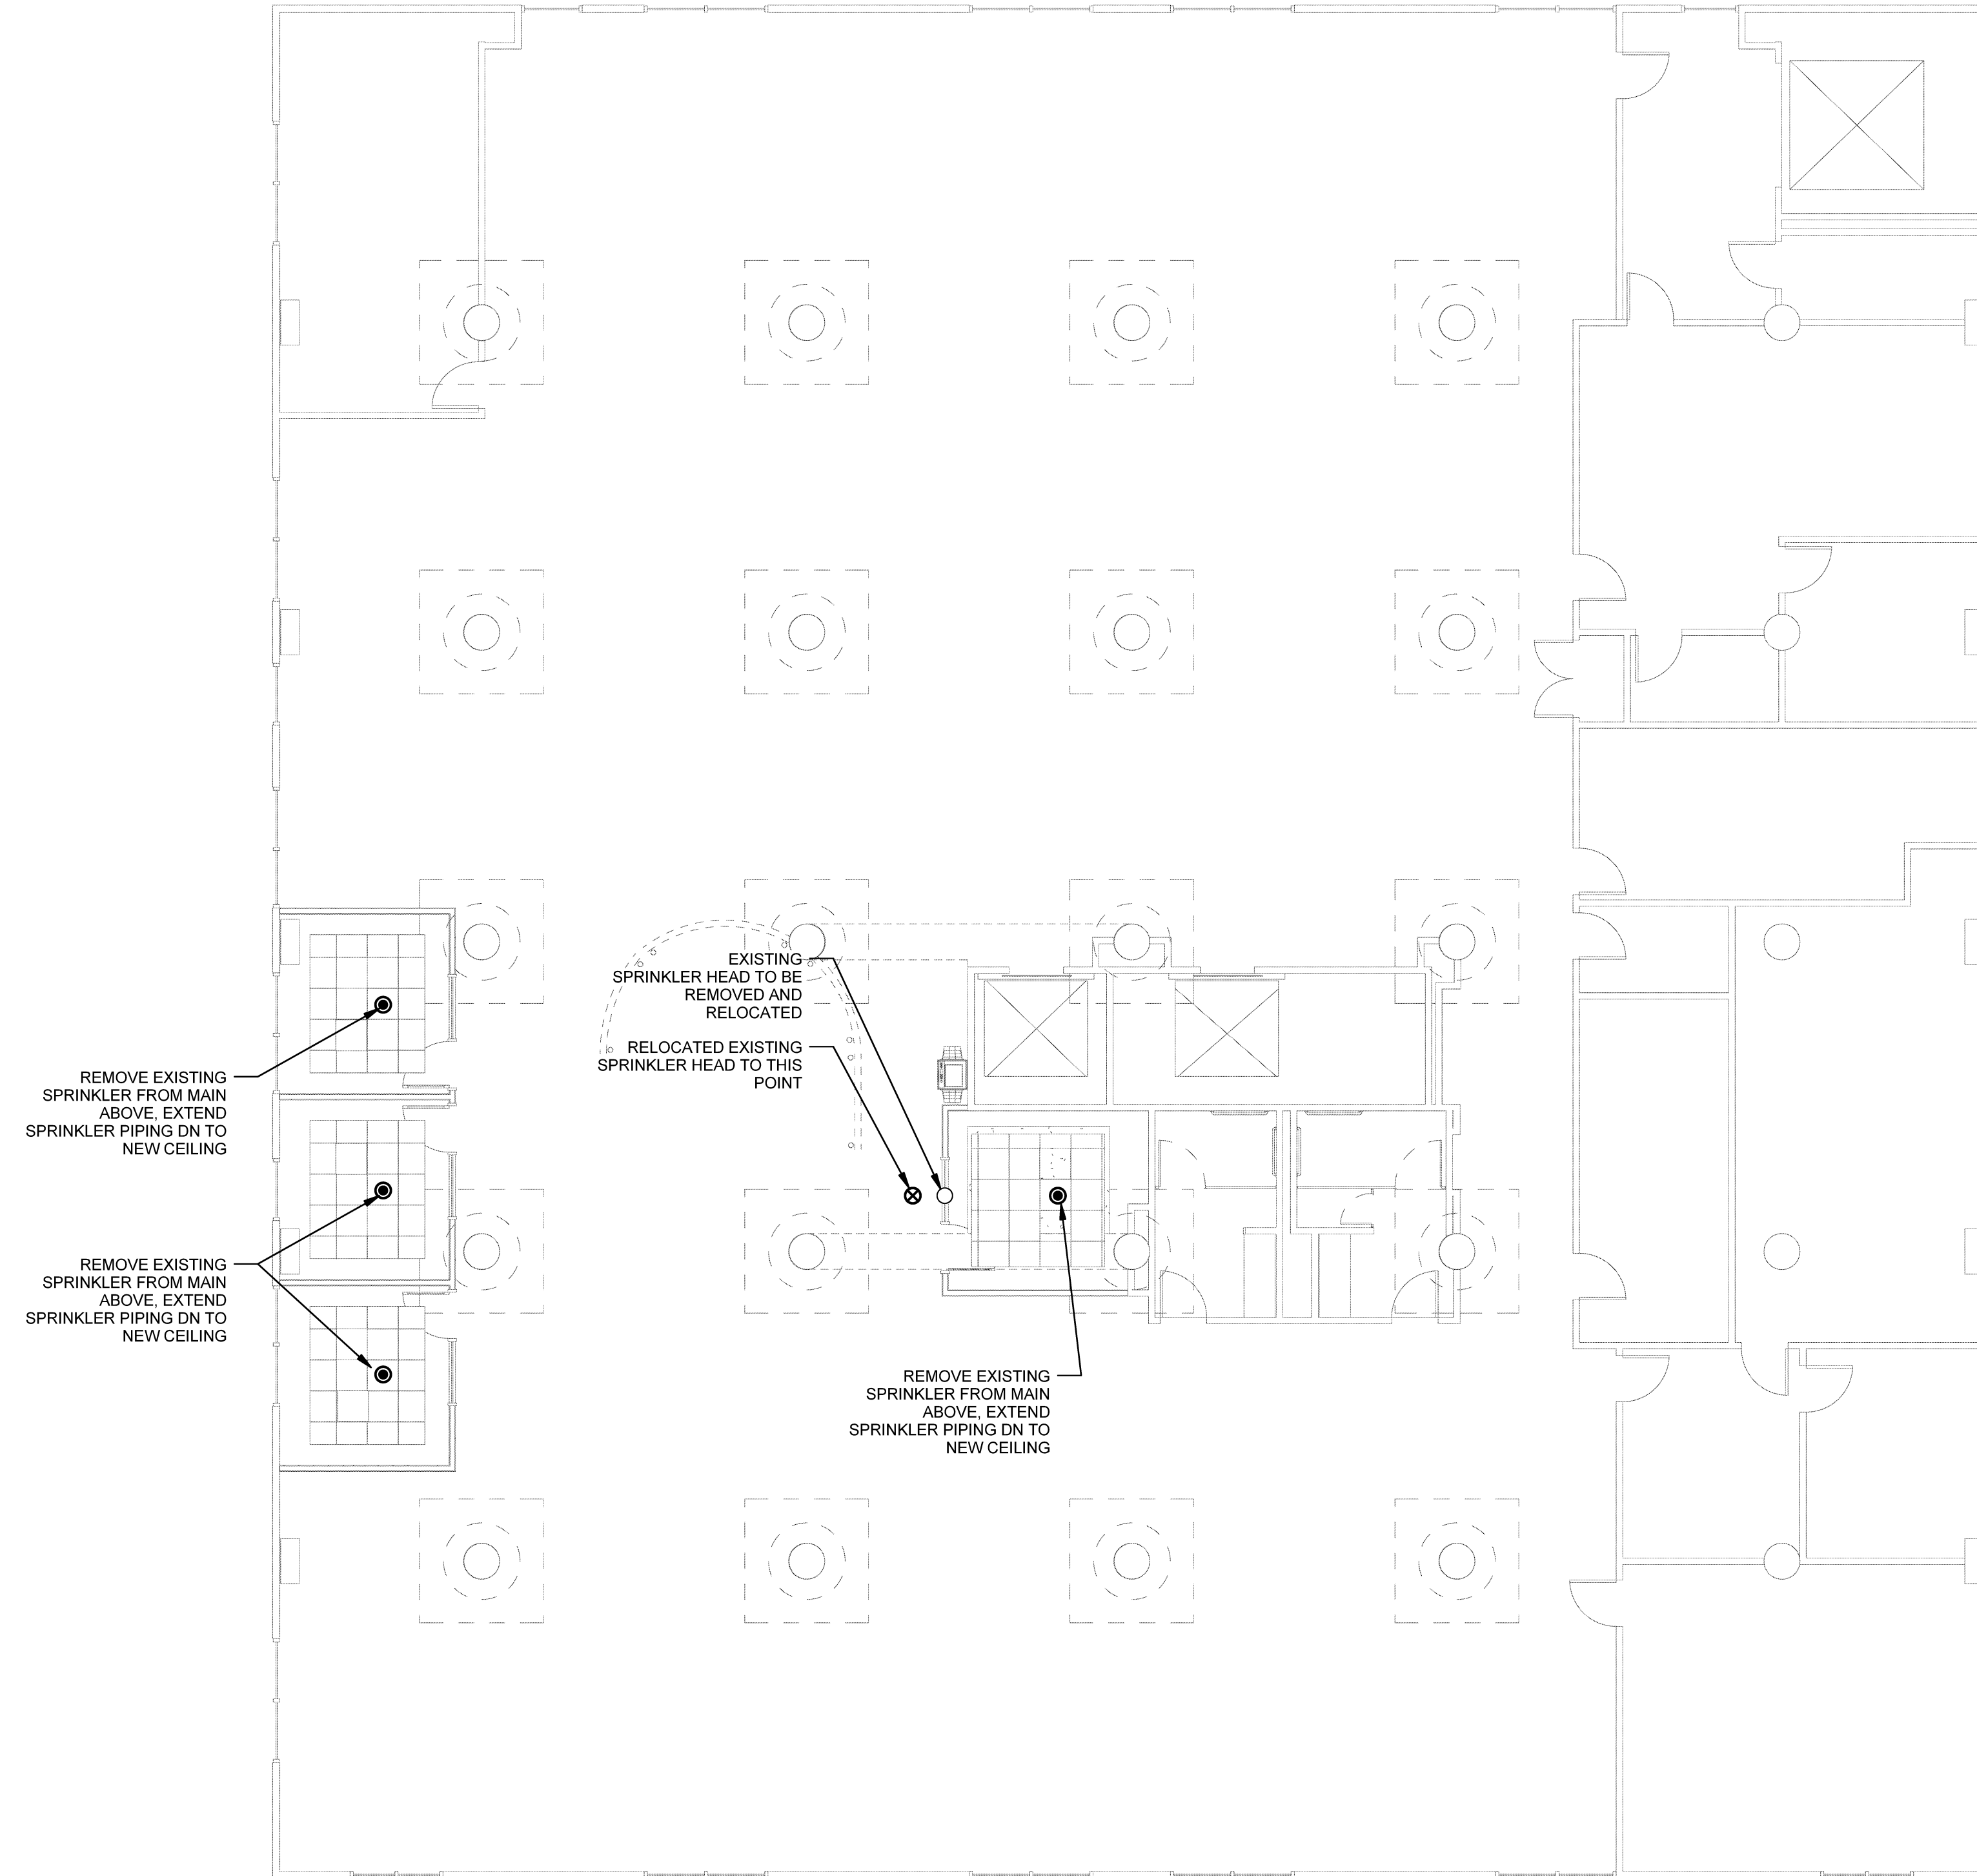 EXISTING
SPRINKLER HEAD TO BE
REMOVED AND
RELOCATED
RELOCATED EXISTING
SPRINKLER HEAD TO THIS
POINT
REMOVE EXISTING
SPRINKLER FROM MAIN
ABOVE, EXTEND
SPRINKLER PIPING DN TO
NEW CEILING
REMOVE EXISTING
SPRINKLER FROM MAIN
ABOVE, EXTEND
SPRINKLER PIPING DN TO
NEW CEILING
REMOVE EXISTING
SPRINKLER FROM MAIN
ABOVE, EXTEND
SPRINKLER PIPING DN TO
NEW CEILING